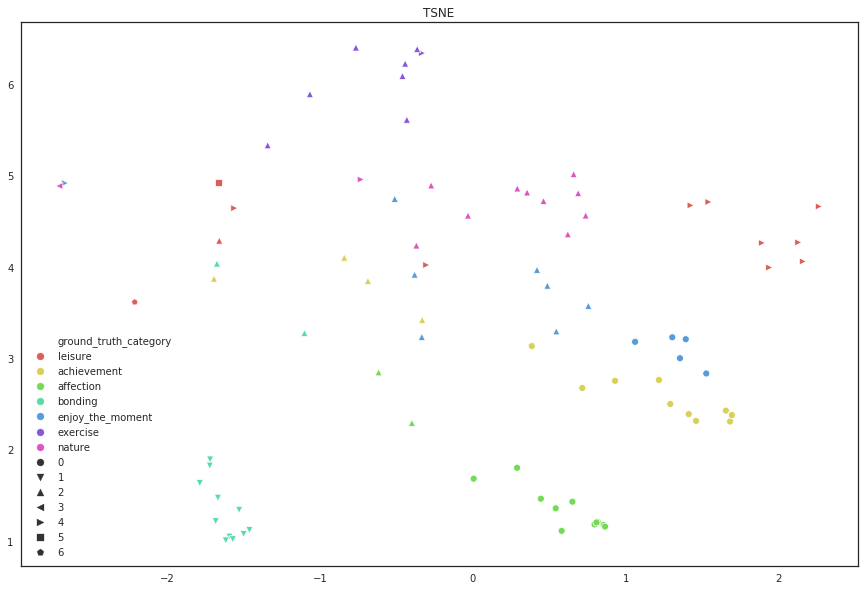 TSNE
6
5
4
3
2
1
ground_truth_category
leisure
achievement
affection
bonding
enjoy_the_moment
exercise
nature
0
1
2
3
4
5
6
−2
−1
0
1
2